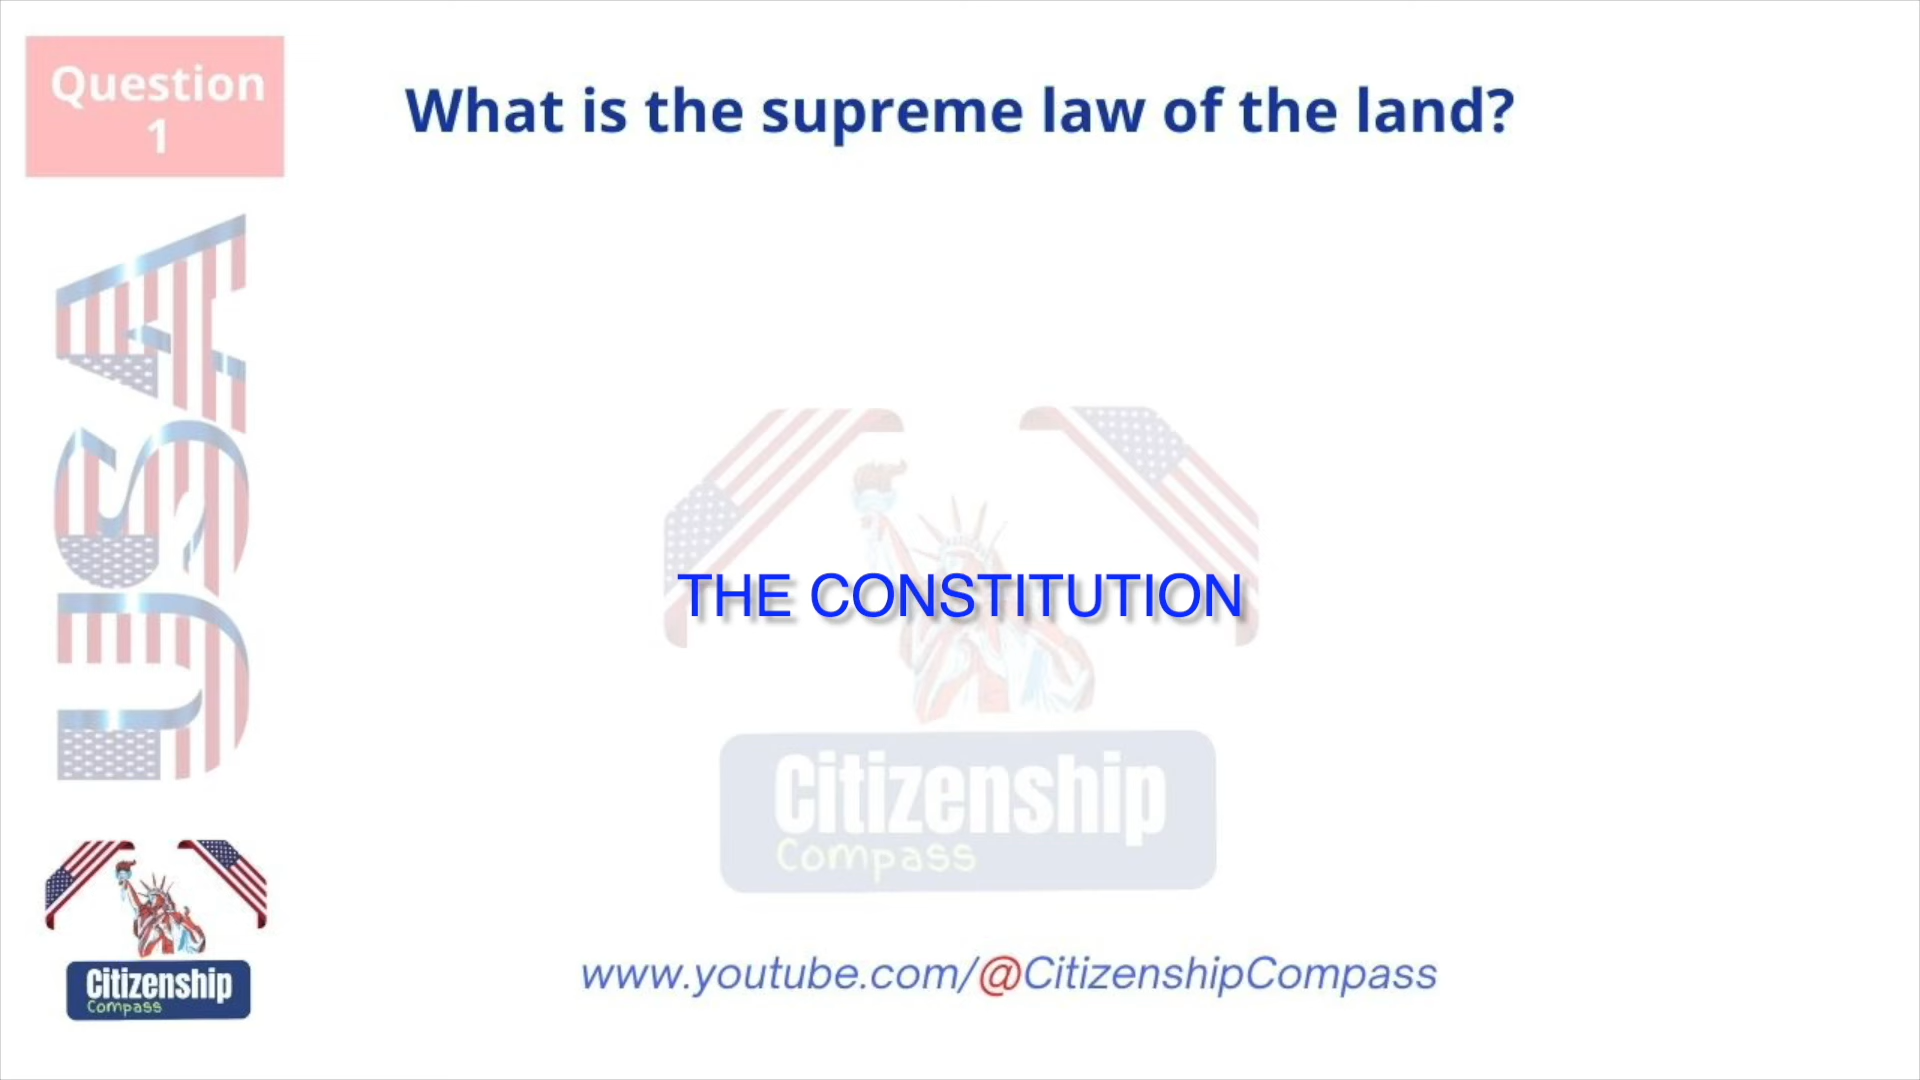 Question
1
What is the supreme law of the land?
USA
THE CONSTITUTION
Citizenship
Compass
Citizenship
Compass
www.youtube.com/@CitizenshipCompass